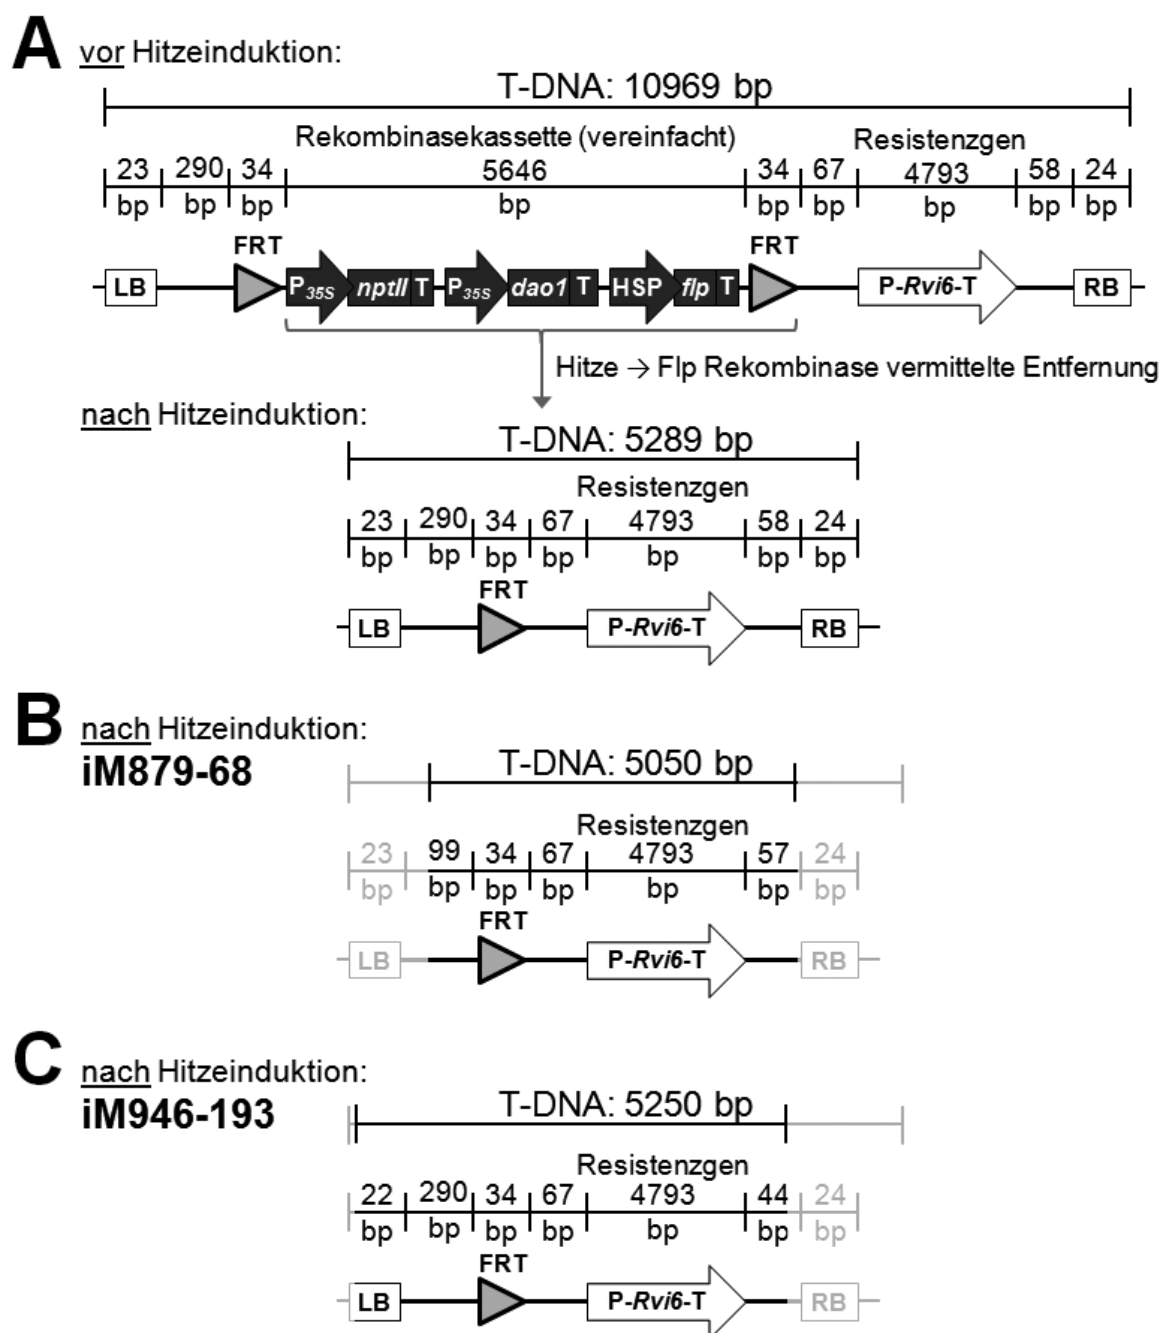 A vor Hitzeinduktion:
T-DNA: 10969 bp
Rekombinasekassette (vereinfacht) Resistenzgen
23 290 34 5646 34 67 4793 58 24
bp bp bp bp bp bp bp bp bp
FRT FRT
LB P35S nptII T P35S dao1 T HSP flp T P-Rvi6-T RB
Hitze → Flp Rekombinase vermittelte Entfernung
nach Hitzeinduktion:
T-DNA: 5289 bp
Resistenzgen
23 290 34 67 4793 58 24
bp bp bp bp bp bp bp
FRT
LB P-Rvi6-T RB
B nach Hitzeinduktion:
iM879-68
T-DNA: 5050 bp
Resistenzgen
23 99 34 67 4793 57 24
bp bp bp bp bp bp bp
FRT
LB P-Rvi6-T RB
C nach Hitzeinduktion:
iM946-193
T-DNA: 5250 bp
Resistenzgen
22 290 34 67 4793 44 24
bp bp bp bp bp bp bp
FRT
LB P-Rvi6-T RB